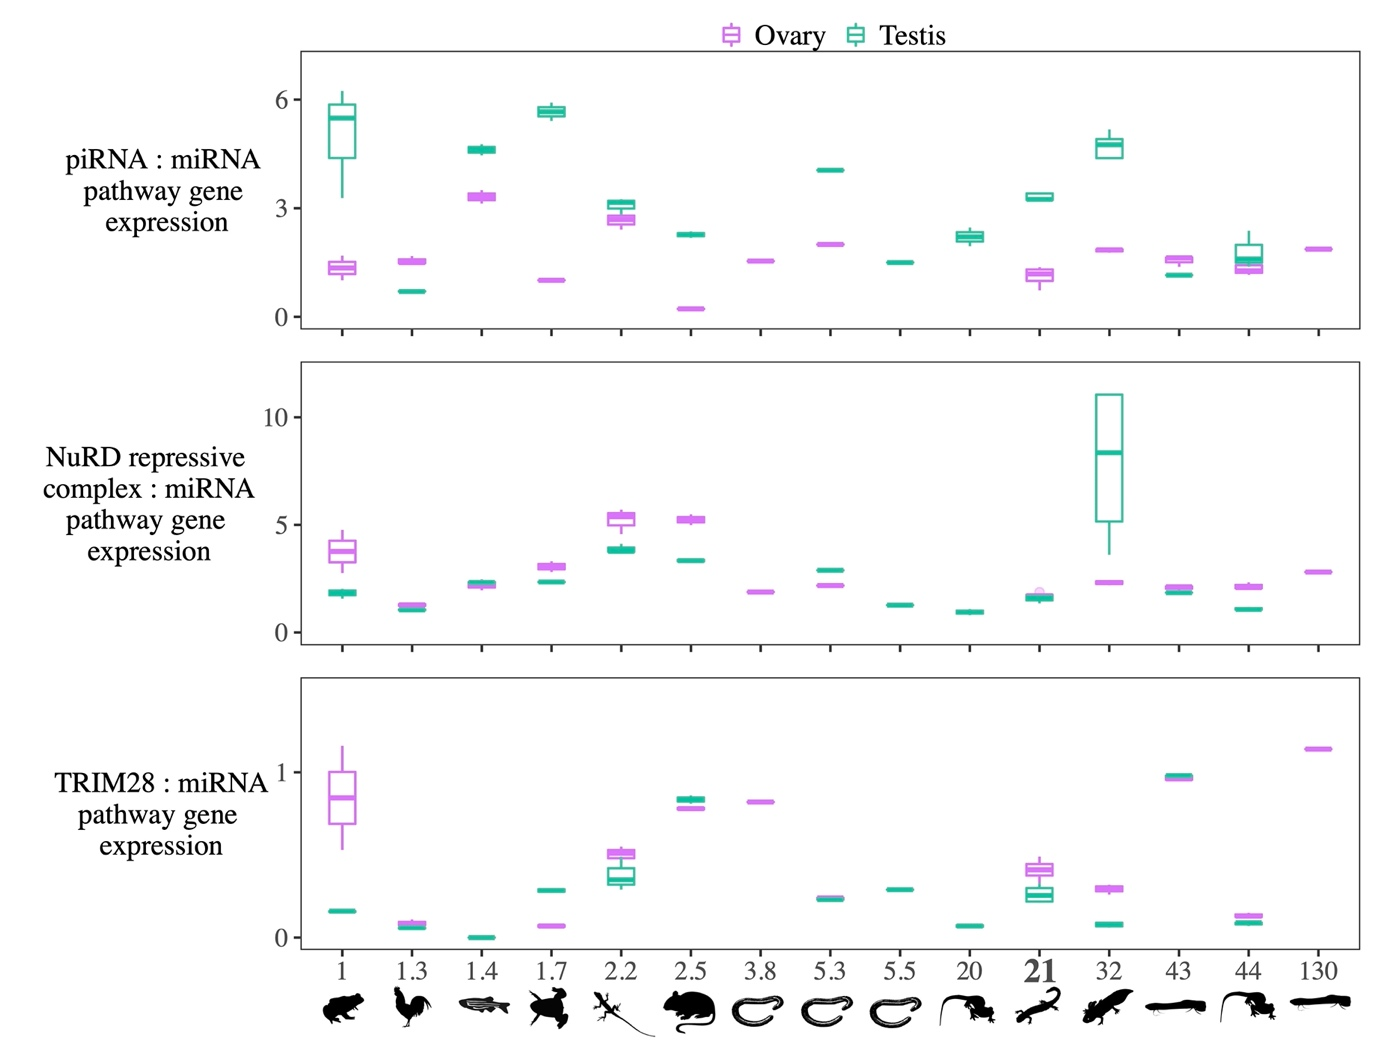 Ovary Testis
piRNA : miRNA
pathway gene
expression
6
3
0
NuRD repressive
complex : miRNA
pathway gene
expression
10
5
0
TRIM28 : miRNA
pathway gene
expression
1
0
1 1.3 1.4 1.7 2.2 2.5 3.8 5.3 5.5 20 21 32 43 44 130